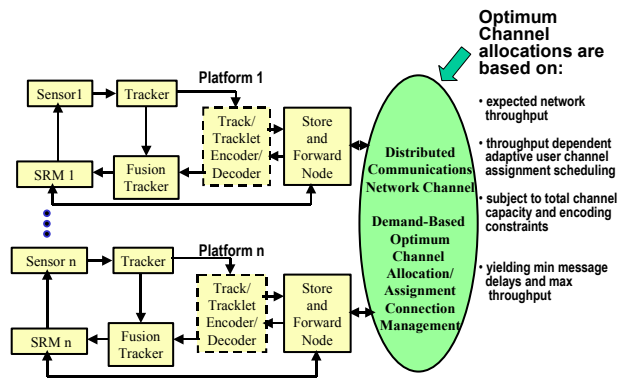 Optimum
Channel
allocations are
based on:
• expected network
throughput
• throughput dependent
adaptive user channel
assignment scheduling
• subject to total channel
capacity and encoding
constraints
• yielding min message
delays and max
throughput
Platform 1
Sensor1
Tracker
Track/
Tracklet
Encoder/
Decoder
Store
and
Forward
Node
SRM 1
Fusion
Tracker
Distributed
Communications
Network Channel
Demand-Based
Optimum
Channel
Allocation/
Assignment
Connection
Management
Platform n
Sensor n
Tracker
Track/
Tracklet
Encoder/
Decoder
Store
and
Forward
Node
SRM n
Fusion
Tracker